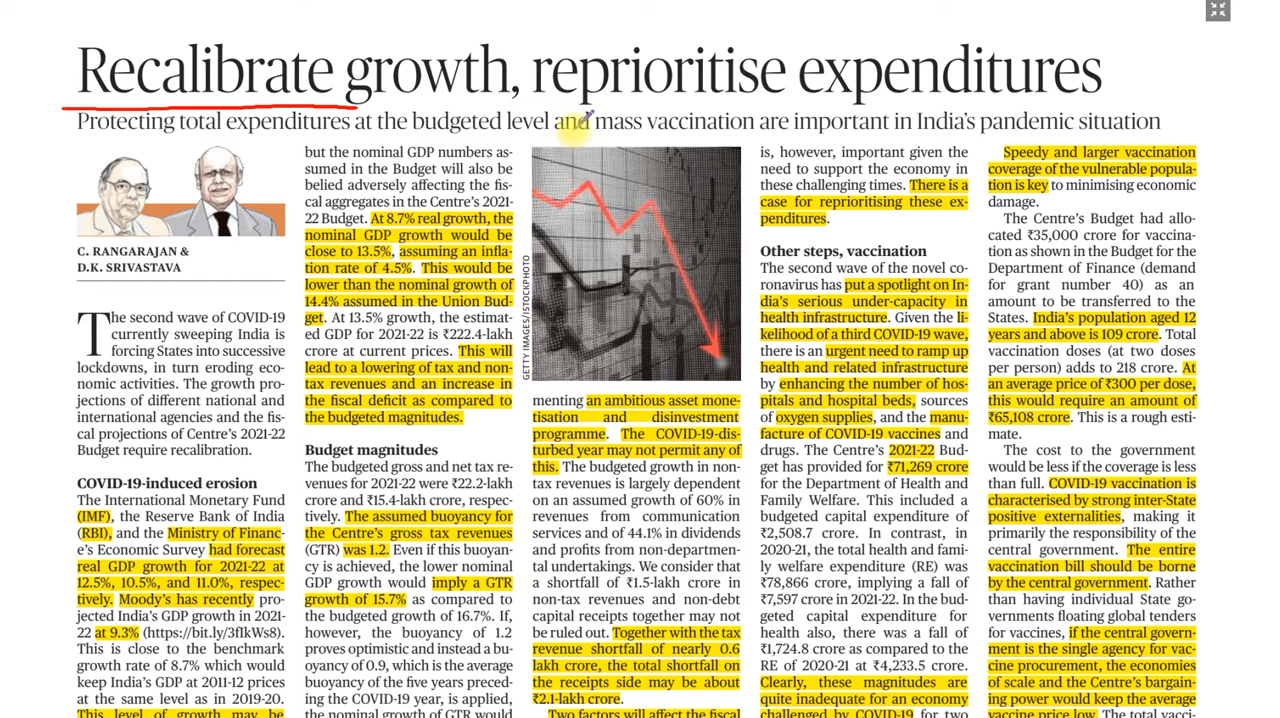 Recalibrate growth, reprioritise expenditures
Protecting total expenditures at the budgeted level and mass vaccination are important in India's pandemic situation
C. RANGARAJAN &
D.K. SRIVASTAVA
The second wave of COVID-19
currently sweeping India is
forcing States into successive
lockdowns, in turn eroding eco-
nomic activities. The growth pro-
jections of different national and
international agencies and the fis-
cal projections of Centre's 2021-22
Budget require recalibration.
COVID-19-induced erosion
The International Monetary Fund
(IMF), the Reserve Bank of India
(RBI), and the Ministry of Financ-
e's Economic Survey had forecast
real GDP growth for 2021-22 at
12.5%, 10.5%, and 11.0%, respec-
tively. Moody's has recently pro-
jected India's GDP growth in 2021-
22 at 9.3% (https://bit.ly/3flkWs8).
This is close to the benchmark
growth rate of 8.7% which would
keep India's GDP at 2011-12 prices
at the same level as in 2019-20.
This level of growth may be
but the nominal GDP numbers as-
sumed in the Budget will also be
belied adversely affecting the fis-
cal aggregates in the Centre's 2021-
22 Budget. At 8.7% real growth, the
nominal GDP growth would be
close to 13.5%, assuming an infla-
tion rate of 4.5%. This would be
lower than the nominal growth of
14.4% assumed in the Union Bud-
get. At 13.5% growth, the estimat-
ed GDP for 2021-22 is ₹222.4-lakh
crore at current prices. This will
lead to a lowering of tax and non-
tax revenues and an increase in
the fiscal deficit as compared to
the budgeted magnitudes.
Budget magnitudes
The budgeted gross and net tax re-
venues for 2021-22 were ₹22.2-lakh
crore and ₹15.4-lakh crore, respec-
tively. The assumed buoyancy for
the Centre's gross tax revenues
(GTR) was 1.2. Even if this buoyan-
cy is achieved, the lower nominal
GDP growth would imply a GTR
growth of 15.7% as compared to
the budgeted growth of 16.7%. If,
however, the buoyancy of 1.2
proves optimistic and instead a bu-
oyancy of 0.9, which is the average
buoyancy of the five years preced-
ing the COVID-19 year, is applied,
the nominal growth of GTR would
GETTY IMAGES/ISTOCKPHOTO
menting an ambitious asset mone-
tisation and disinvestment
programme. The COVID-19-dis-
turbed year may not permit any of
this. The budgeted growth in non-
tax revenues is largely dependent
on an assumed growth of 60% in
revenues from communication
services and of 44.1% in dividends
and profits from non-departmen-
tal undertakings. We consider that
a shortfall of ₹1.5-lakh crore in
non-tax revenues and non-debt
capital receipts together may not
be ruled out. Together with the tax
revenue shortfall of nearly 0.6
lakh crore, the total shortfall on
the receipts side may be about
₹2.1-lakh crore.
Two factors will affect the fiscal
is, however, important given the
need to support the economy in
these challenging times. There is a
case for reprioritising these ex-
penditures.
Other steps, vaccination
The second wave of the novel co-
ronavirus has put a spotlight on In-
dia's serious under-capacity in
health infrastructure. Given the li-
kelihood of a third COVID-19 wave,
there is an urgent need to ramp up
health and related infrastructure
by enhancing the number of hos-
pitals and hospital beds, sources
of oxygen supplies, and the manu-
facture of COVID-19 vaccines and
drugs. The Centre's 2021-22 Bud-
get has provided for ₹71,269 crore
for the Department of Health and
Family Welfare. This included a
budgeted capital expenditure of
₹2,508.7 crore. In contrast, in
2020-21, the total health and fami-
ly welfare expenditure (RE) was
₹78,866 crore, implying a fall of
₹7,597 crore in 2021-22. In the bud-
geted capital expenditure for
health also, there was a fall of
₹1,724.8 crore as compared to the
RE of 2020-21 at ₹4,233.5 crore.
Clearly, these magnitudes are
quite inadequate for an economy
challenged by COVID-19 for two
Speedy and larger vaccination
coverage of the vulnerable popula-
tion is key to minimising economic
damage.
The Centre's Budget had allo-
cated ₹35,000 crore for vaccina-
tion as shown in the Budget for the
Department of Finance (demand
for grant number 40) as an
amount to be transferred to the
States. India's population aged 12
years and above is 109 crore. Total
vaccination doses (at two doses
per person) adds to 218 crore. At
an average price of ₹300 per dose,
this would require an amount of
₹65,108 crore. This is a rough esti-
mate.
The cost to the government
would be less if the coverage is less
than full. COVID-19 vaccination is
characterised by strong inter-State
positive externalities, making it
primarily the responsibility of the
central government. The entire
vaccination bill should be borne
by the central government. Rather
than having individual State go-
vernments floating global tenders
for vaccines, if the central govern-
ment is the single agency for vac-
cine procurement, the economies
of scale and the Centre's bargain-
ing power would keep the average
vaccine price low. The total vacci-